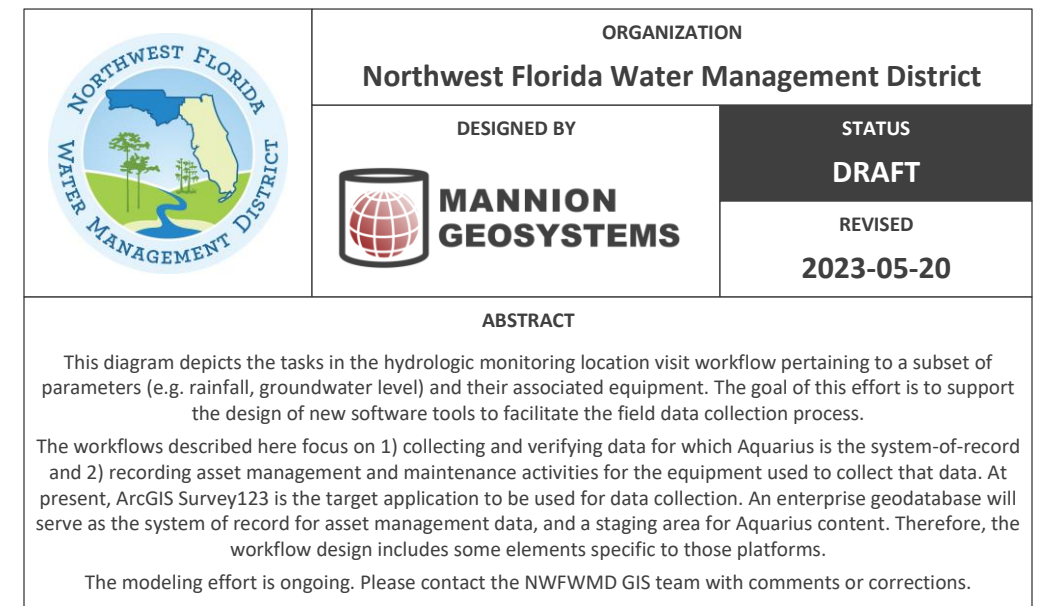 NORTHWEST FLORIDA
WATER MANAGEMENT DISTRICT
ORGANIZATION
Northwest Florida Water Management District
DESIGNED BY
MANNION
GEOSYSTEMS
STATUS
DRAFT
REVISED
2023-05-20
ABSTRACT
This diagram depicts the tasks in the hydrologic monitoring location visit workflow pertaining to a subset of
parameters (e.g. rainfall, groundwater level) and their associated equipment. The goal of this effort is to support
the design of new software tools to facilitate the field data collection process.
The workflows described here focus on 1) collecting and verifying data for which Aquarius is the system-of-record
and 2) recording asset management and maintenance activities for the equipment used to collect that data. At
present, ArcGIS Survey123 is the target application to be used for data collection. An enterprise geodatabase will
serve as the system of record for asset management data, and a staging area for Aquarius content. Therefore, the
workflow design includes some elements specific to those platforms.
The modeling effort is ongoing. Please contact the NWFWMD GIS team with comments or corrections.